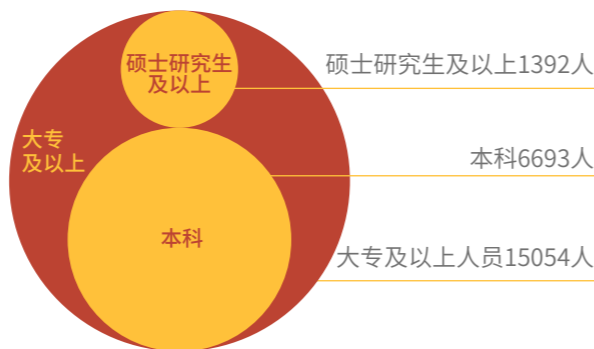 硕士研究生
及以上
硕士研究生及以上1392人
大专
及以上
本科6693人
本科
大专及以上人员15054人